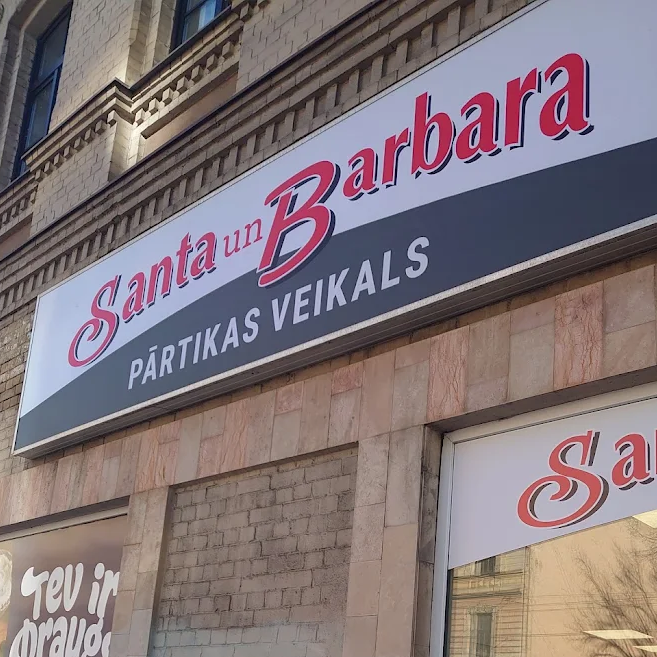 Santa un Barbara
PĀRTIKAS VEIKALS
Tev ir